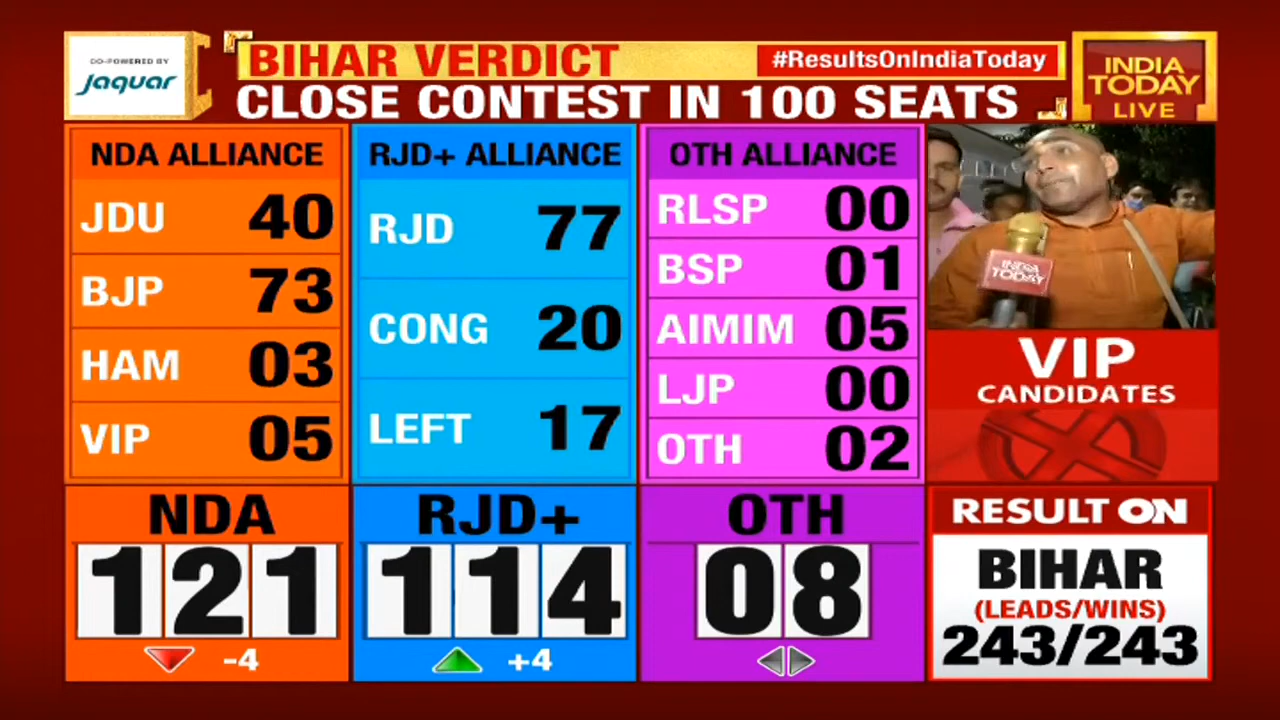 CO-POWERED BY
Jaquar
BIHAR VERDICT
#ResultsOnIndiaToday
CLOSE CONTEST IN 100 SEATS
INDIA
TODAY
LIVE
NDA ALLIANCE
JDU 40
BJP 73
HAM 03
VIP 05
RJD+ ALLIANCE
RJD 77
CONG 20
LEFT 17
OTH ALLIANCE
RLSP 00
BSP 01
AIMIM 05
LJP 00
OTH 02
INDIA
TODAY
VIP
CANDIDATES
NDA
121
-4
RJD+
114
+4
OTH
08
RESULT ON
BIHAR
(LEADS/WINS)
243/243